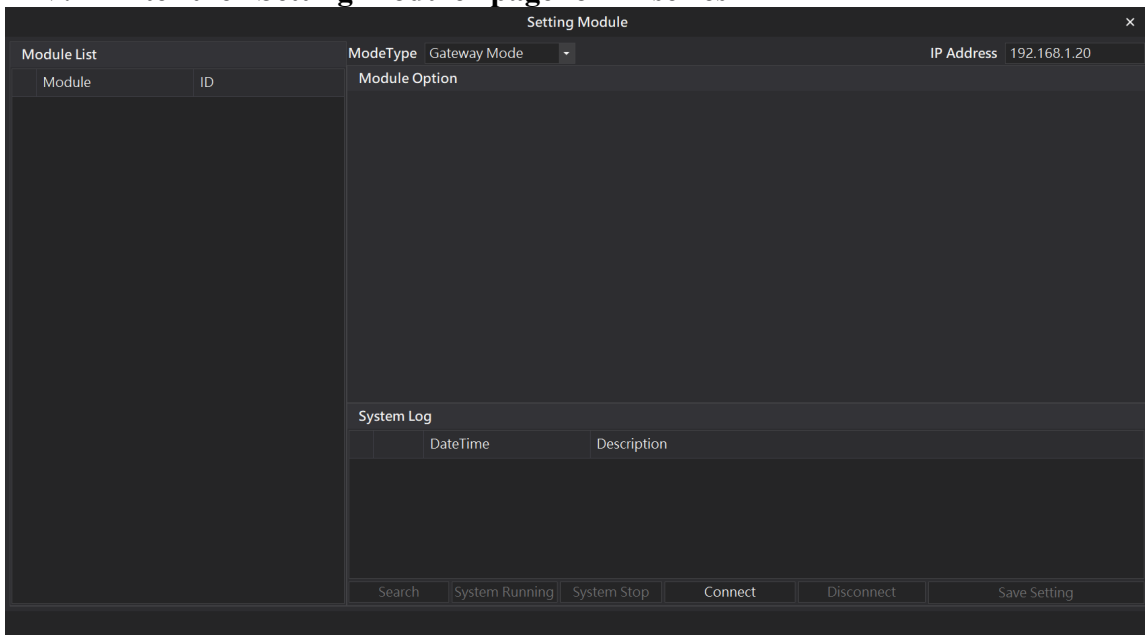 Setting Module ×
Module List
Module ID
ModeType Gateway Mode IP Address 192.168.1.20
Module Option
System Log
DateTime Description
Search System Running System Stop Connect Disconnect Save Setting